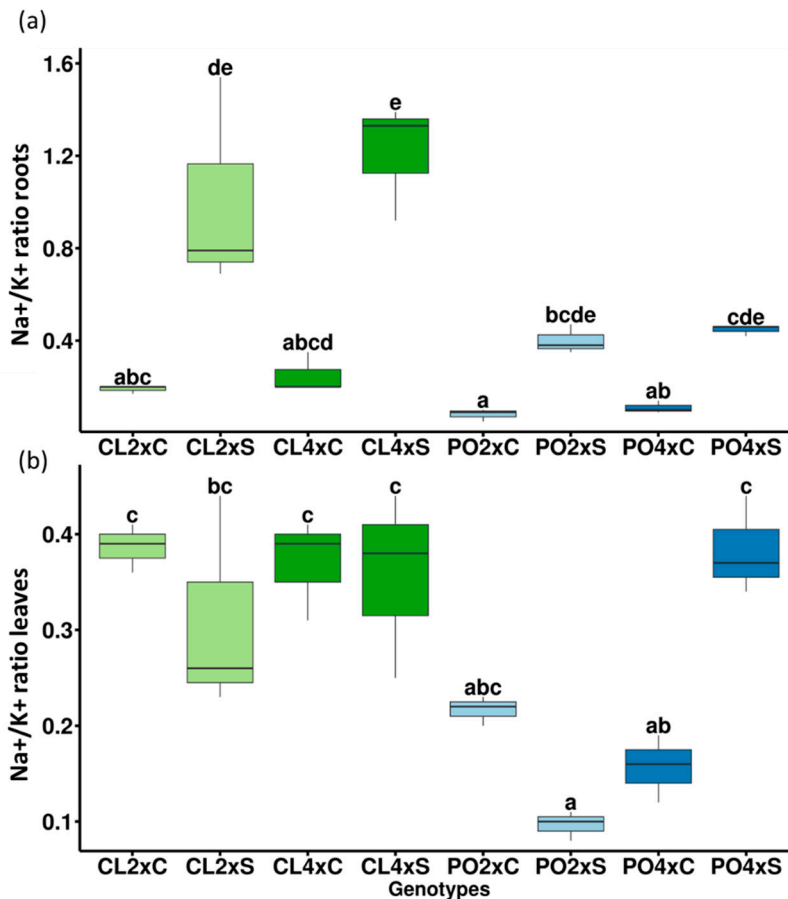 (a)
Na+/K+ ratio roots
1.6
1.2
0.8
0.4
abc
de
abcd
e
a
bcde
ab
cde
CL2xC CL2xS CL4xC CL4xS PO2xC PO2xS PO4xC PO4xS
(b)
Na+/K+ ratio leaves
0.4
0.3
0.2
0.1
c
bc
c
c
abc
a
ab
c
CL2xC CL2xS CL4xC CL4xS PO2xC PO2xS PO4xC PO4xS
Genotypes